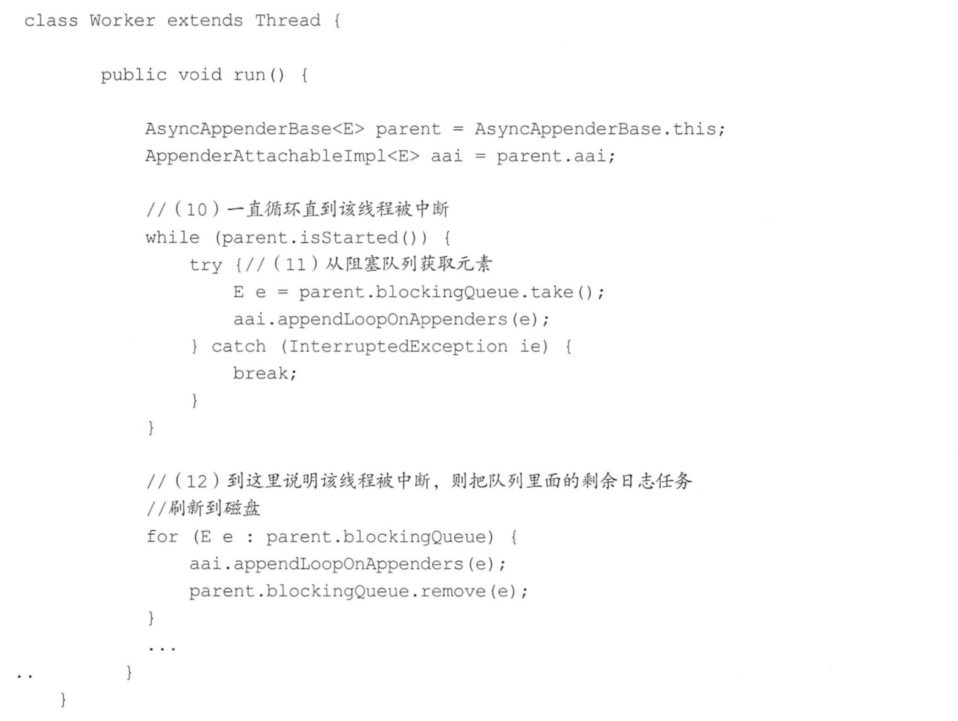 class Worker extends Thread {
public void run() {
AsyncAppenderBase<E> parent = AsyncAppenderBase.this;
AppenderAttachableImpl<E> aai = parent.aai;
//（10）一直循环直到该线程被中断
while (parent.isStarted()) {
try {//（11）从阻塞队列获取元素
E e = parent.blockingQueue.take();
aai.appendLoopOnAppenders(e);
} catch (InterruptedException ie) {
break;
}
}
//（12）到这里说明该线程被中断，则把队列里面的剩余日志任务
//刷新到磁盘
for (E e : parent.blockingQueue) {
aai.appendLoopOnAppenders(e);
parent.blockingQueue.remove(e);
}
...
.. }
}